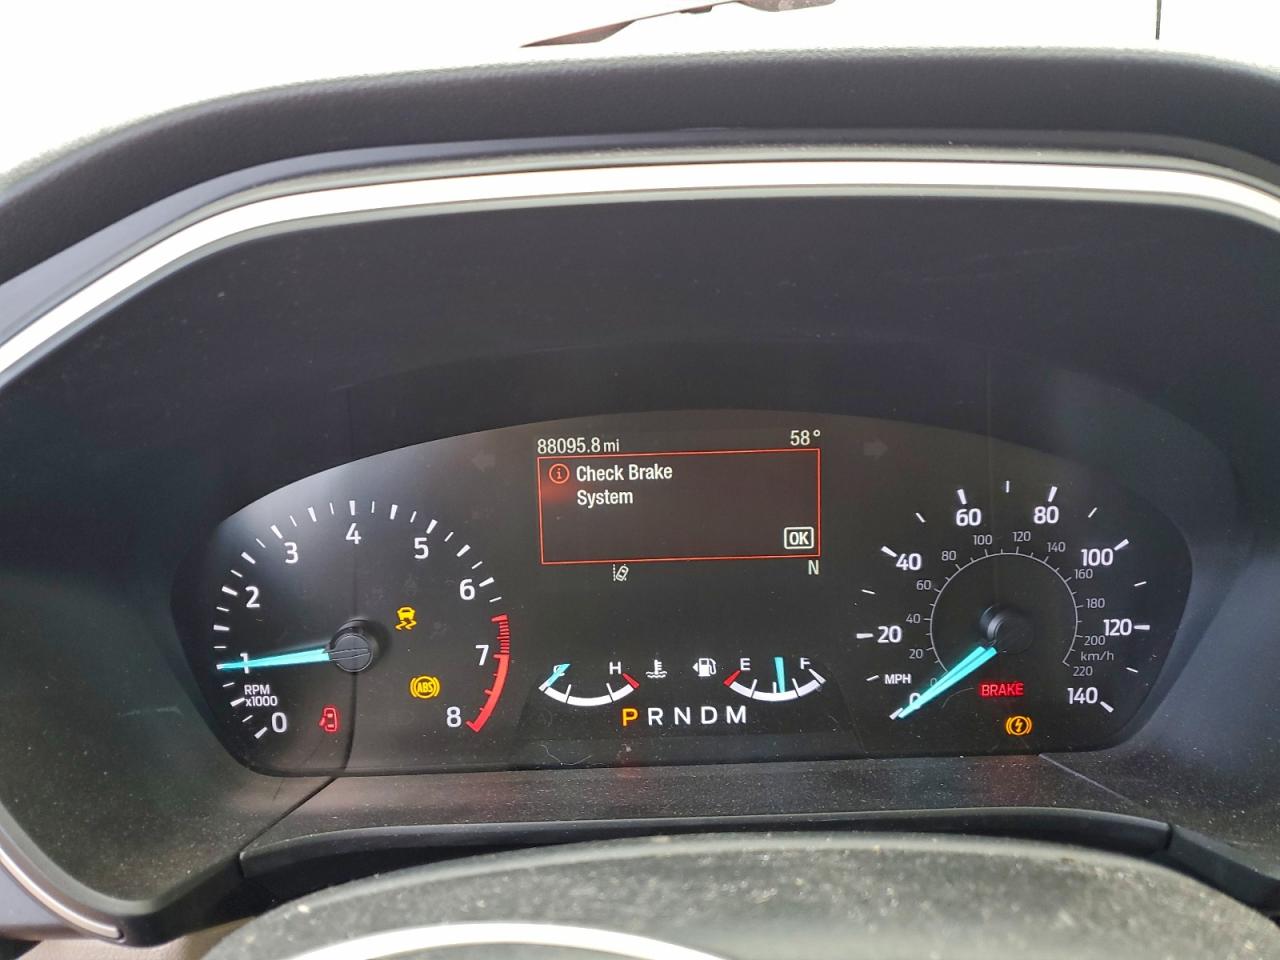 88095.8 mi 58°
Check Brake
System
OK
N
0 1 2 3 4 5 6 7 8
RPM
x1000
ABS
C H
E F
P R N D M
0 20 40 60 80 100 120 140
MPH
20 40 60 80 100 120 140 160 180 200 220
km/h
BRAKE